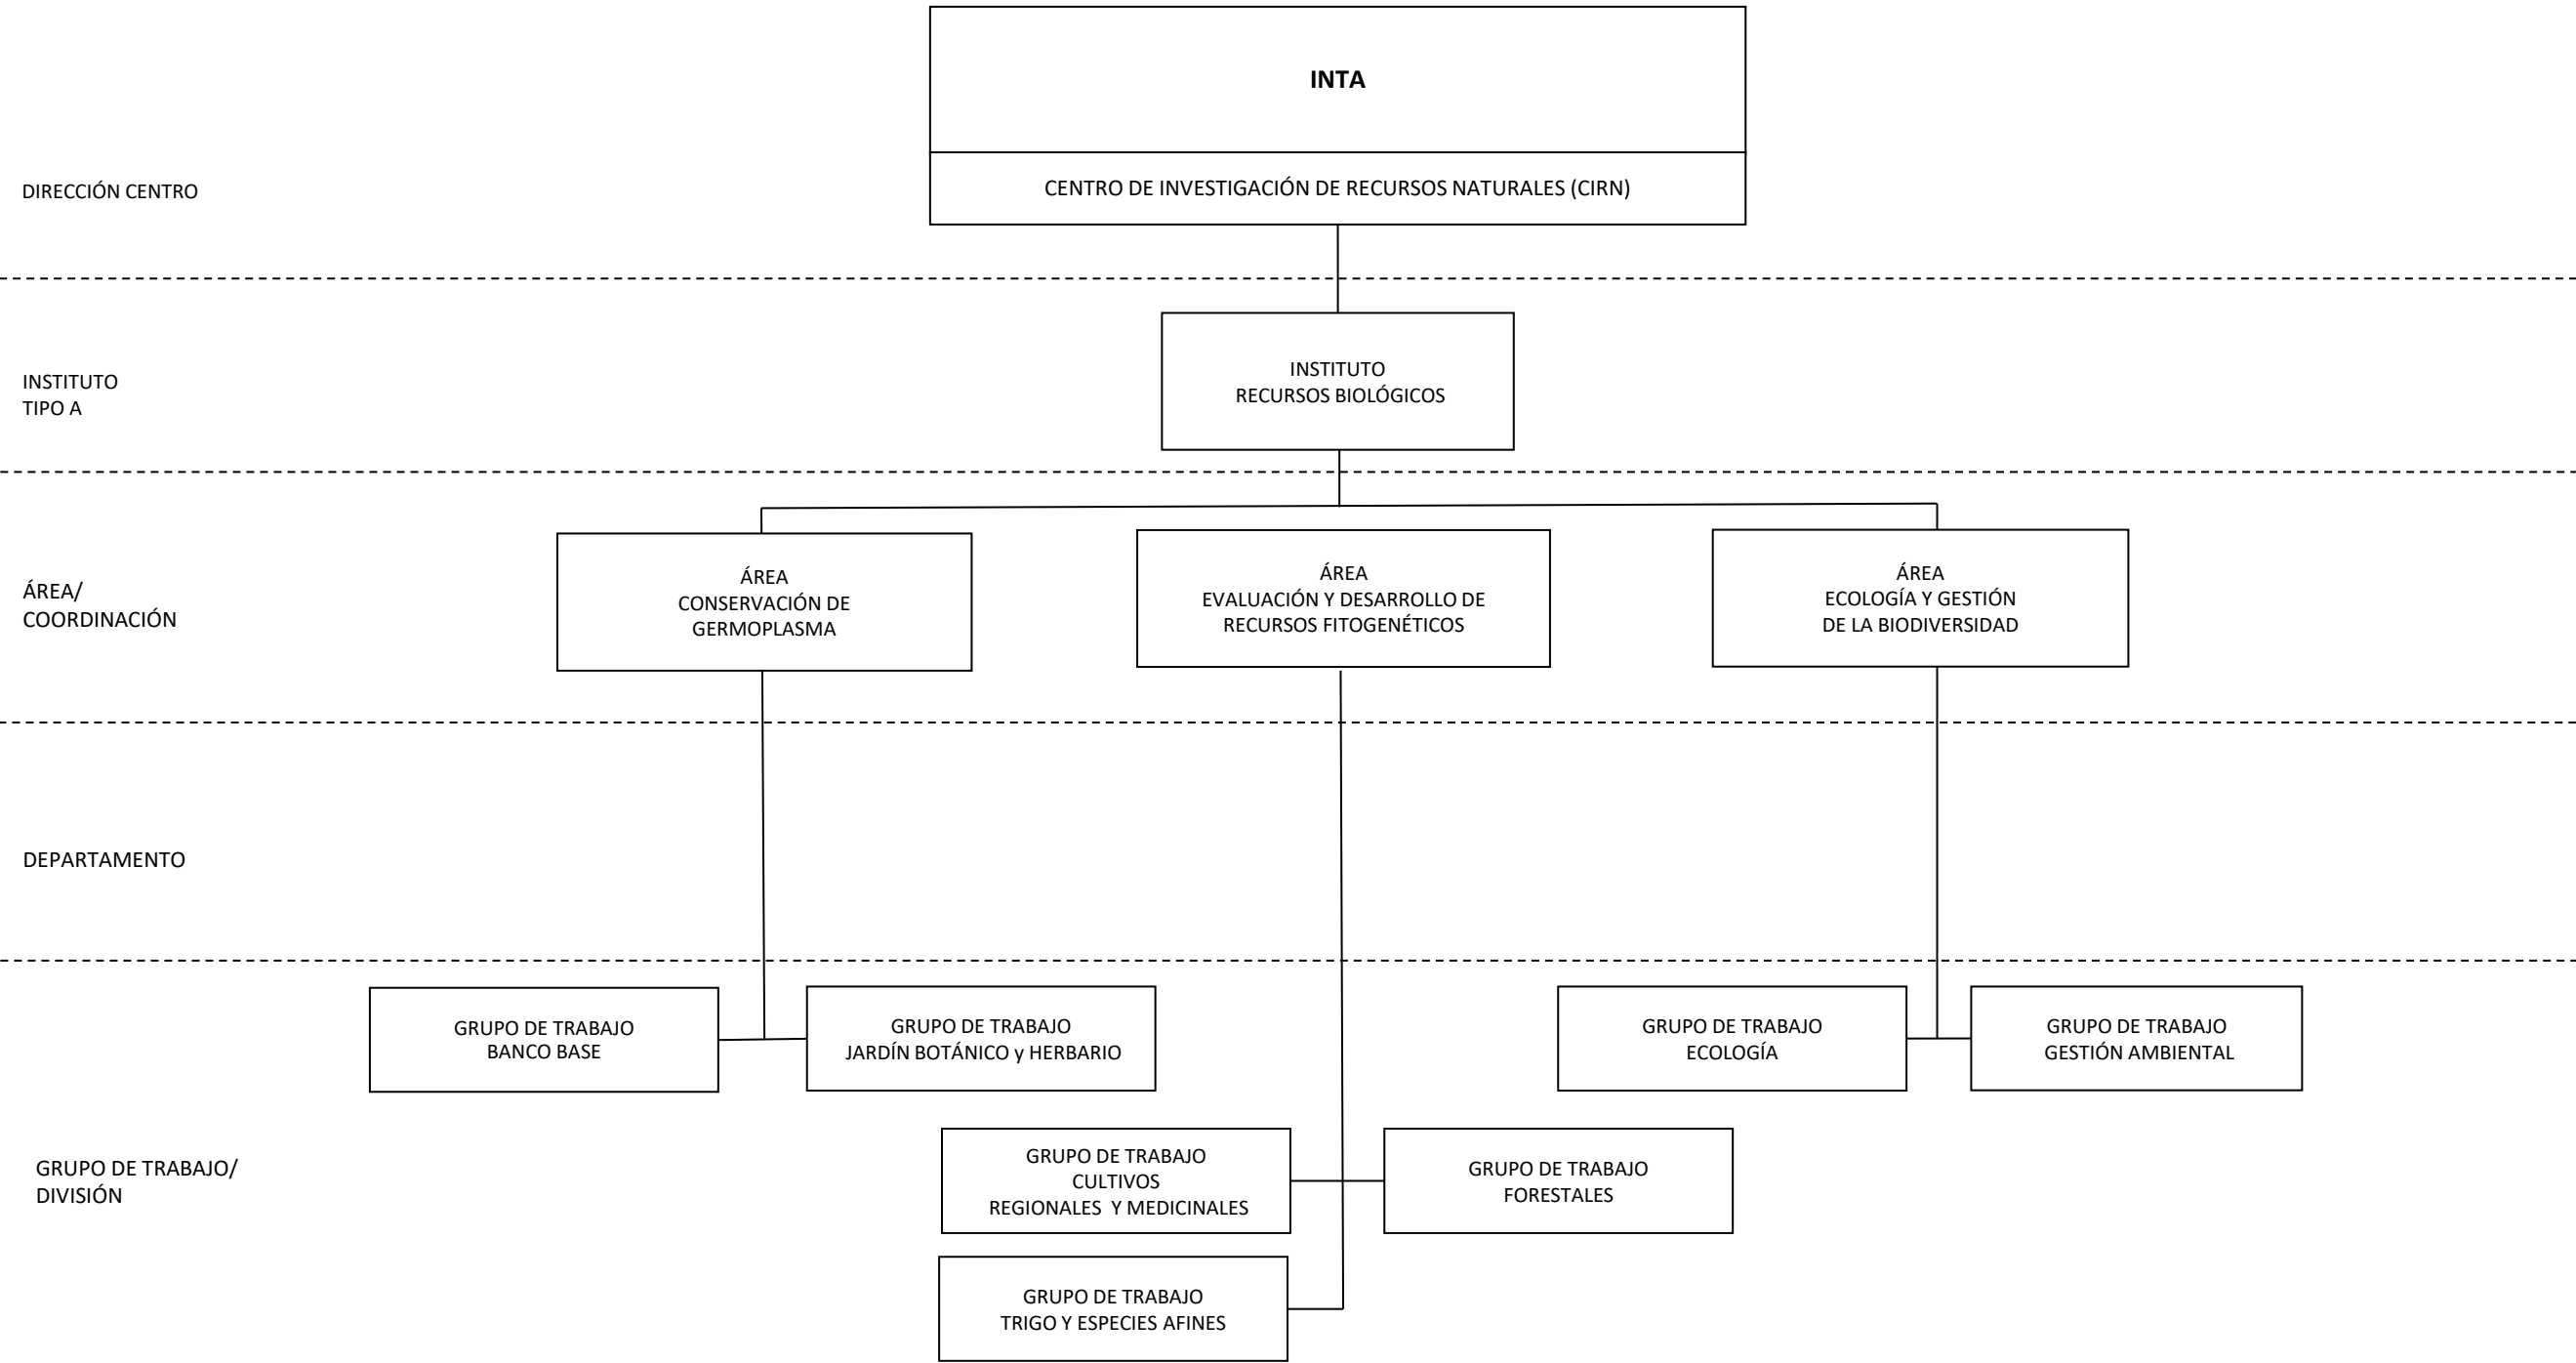 INTA
DIRECCIÓN CENTRO
CENTRO DE INVESTIGACIÓN DE RECURSOS NATURALES (CIRN)
INSTITUTO
TIPO A
INSTITUTO
RECURSOS BIOLÓGICOS
ÁREA/
COORDINACIÓN
ÁREA
CONSERVACIÓN DE
GERMOPLASMA
ÁREA
EVALUACIÓN Y DESARROLLO DE
RECURSOS FITOGENÉTICOS
ÁREA
ECOLOGÍA Y GESTIÓN
DE LA BIODIVERSIDAD
DEPARTAMENTO
GRUPO DE TRABAJO/
DIVISIÓN
GRUPO DE TRABAJO
BANCO BASE
GRUPO DE TRABAJO
JARDÍN BOTÁNICO y HERBARIO
GRUPO DE TRABAJO
ECOLOGÍA
GRUPO DE TRABAJO
GESTIÓN AMBIENTAL
GRUPO DE TRABAJO
CULTIVOS
REGIONALES Y MEDICINALES
GRUPO DE TRABAJO
FORESTALES
GRUPO DE TRABAJO
TRIGO Y ESPECIES AFINES